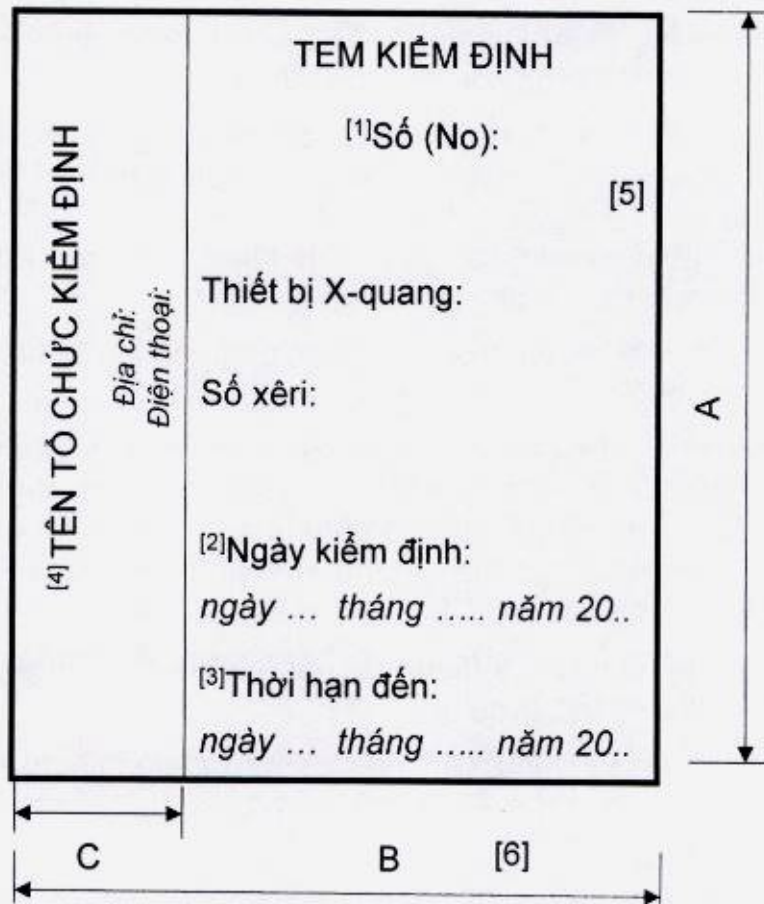 TEM KIỂM ĐỊNH
[1]Số (No):
[5]
Thiết bị X-quang:
Số xêri:
[2]Ngày kiểm định:
ngày ... tháng ..... năm 20..
[3]Thời hạn đến:
ngày ... tháng ..... năm 20..
[4] TÊN TỔ CHỨC KIỂM ĐỊNH
Địa chỉ:
Điện thoại:
A
C
B
[6]